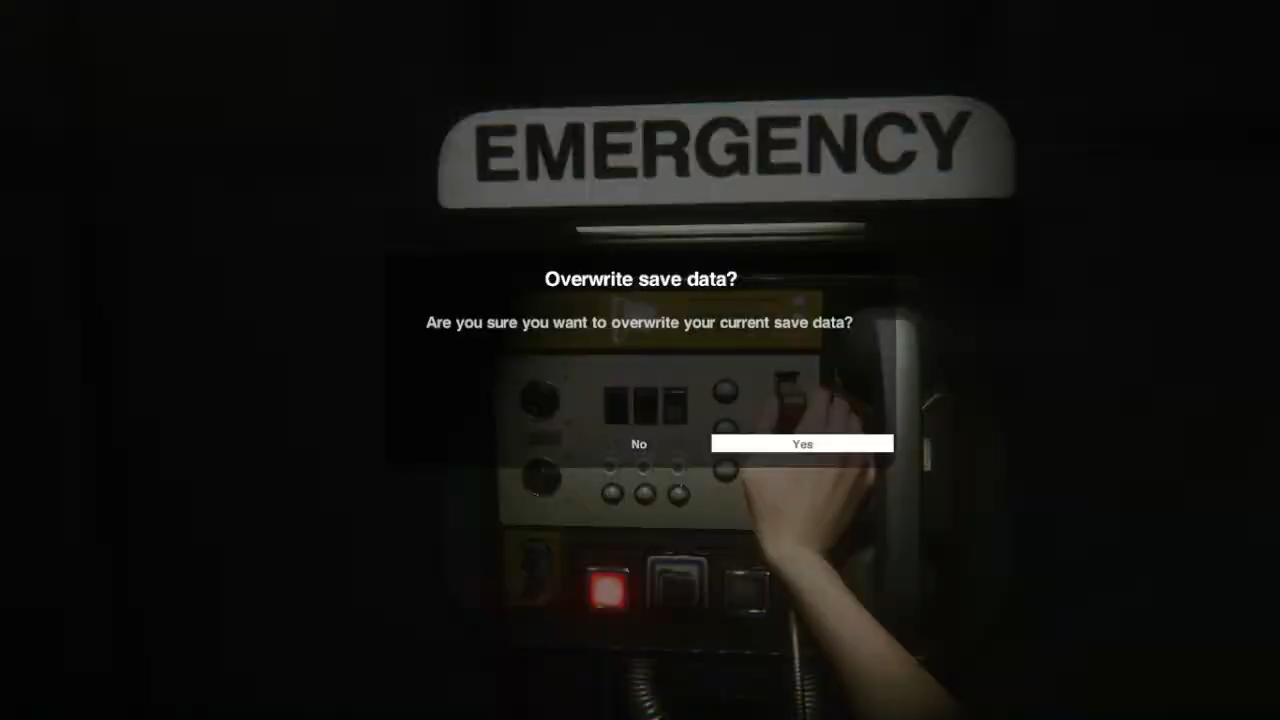 EMERGENCY
Overwrite save data?
Are you sure you want to overwrite your current save data?
No
Yes